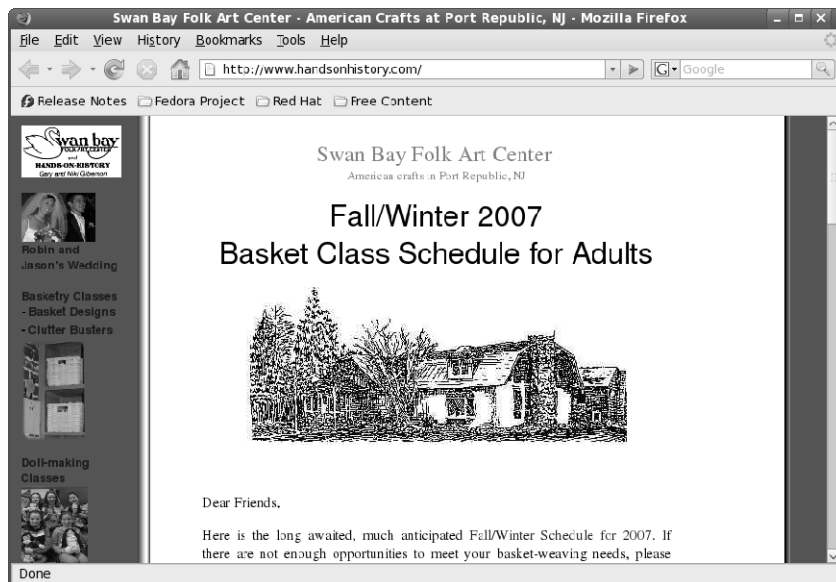 Swan Bay Folk Art Center - American Crafts at Port Republic, NJ - Mozilla Firefox
File Edit View History Bookmarks Tools Help
http://www.handsonhistory.com/
G Google
Release Notes Fedora Project Red Hat Free Content
Swan bay
FOLK ART CENTER
and
HANDS-ON-HISTORY
Gary and Niki Giberson
Robin and
Jason's Wedding
Basketry Classes
- Basket Designs
- Clutter Busters
Doll-making
Classes
Swan Bay Folk Art Center
American crafts in Port Republic, NJ
Fall/Winter 2007
Basket Class Schedule for Adults
Dear Friends,
Here is the long awaited, much anticipated Fall/Winter Schedule for 2007. If
there are not enough opportunities to meet your basket-weaving needs, please
Done